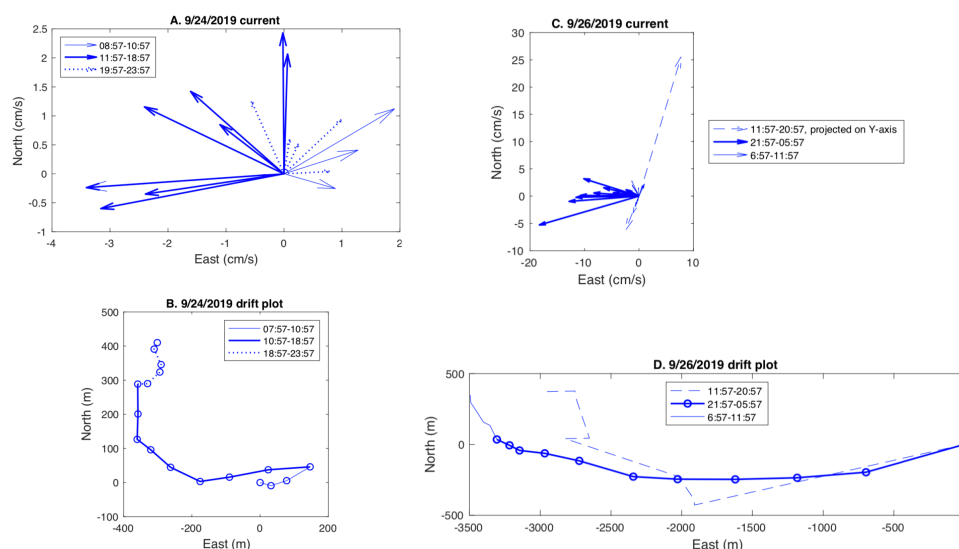 A. 9/24/2019 current
2.5
2
1.5
1
0.5
0
-0.5
-1
North (cm/s)
08:57-10:57
11:57-18:57
19:57-23:57
-4 -3 -2 -1 0 1 2
East (cm/s)
C. 9/26/2019 current
30
25
20
15
10
5
0
-5
-10
North (cm/s)
11:57-20:57, projected on Y-axis
21:57-05:57
6:57-11:57
-20 -10 0 10
East (cm/s)
B. 9/24/2019 drift plot
500
400
300
200
100
0
-100
North (m)
07:57-10:57
10:57-18:57
18:57-23:57
-400 -200 0 200
East (m)
D. 9/26/2019 drift plot
500
0
-500
North (m)
11:57-20:57
21:57-05:57
6:57-11:57
-3500 -3000 -2500 -2000 -1500 -1000 -500
East (m)